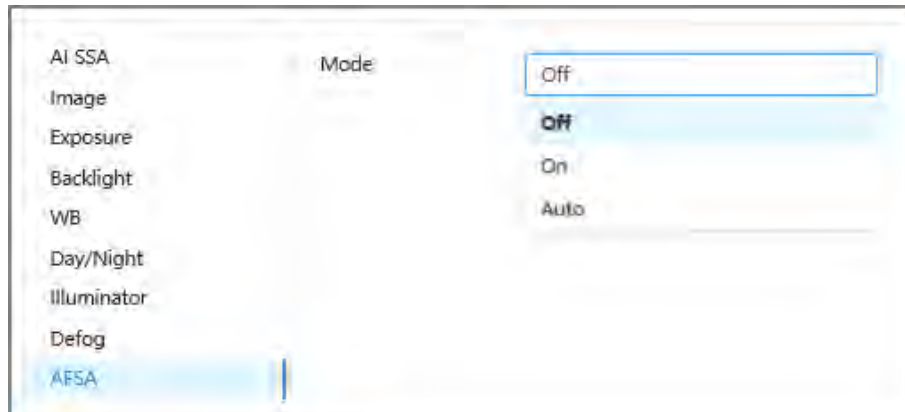 AI SSA
Image
Exposure
Backlight
WB
Day/Night
Illuminator
Defog
AFSA
Mode
Off
Off
On
Auto